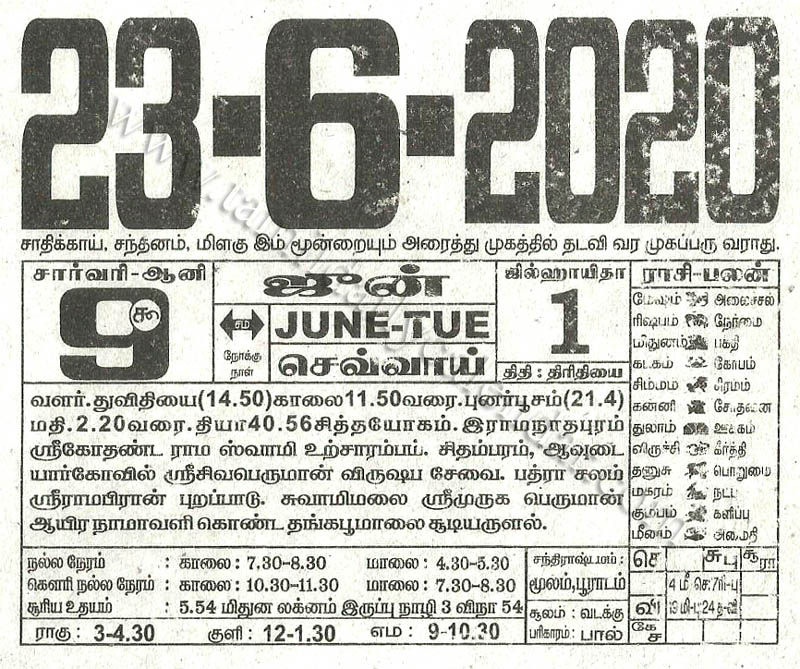 23-6-2020
சாதிக்காய், சந்தீனம், மிளகு இம் மூன்றையும் அரைத்து முகத்தில் தடவி வர முகப்பரு வராது.
சார்வரி-ஆனி
9
ஜூன்
சம
நோக்கு
நாள்
JUNE-TUE
செவ்வாய்
ஜில்ஹாயிதா
1
திதி : திரிதியை
வளர்.துவிதியை(14.50)காலை11.50வரை.புனர்பூசம்(21.4)
மதி.2.20வரை.தியா40.56சித்தயோகம்.இராமநாதபுரம்
ஸ்ரீகோதண்ட ராம ஸ்வாமி உற்சாரம்பம். சிதம்பரம், ஆவுடை
யார்கோவில் ஸ்ரீசிவபெருமான் விருஷப சேவை. பத்ரா சலம்
ஸ்ரீராமபிரான் புறப்பாடு. சுவாமிமலை ஸ்ரீமுருக பெருமான்
ஆயிர நாமாவளி கொண்ட தங்கபூமாலை சூடியருளல்.
ராசி-பலன்
மேஷம் அலைச்சல்
ரிஷபம் நேர்மை
மிதுனம் பக்தி
கடகம் கோபம்
சிம்மம் சிரமம்
கன்னி சோதனை
துலாம் ஊக்கம்
விருச்சி கீர்த்தி
தனுசு பொறுமை
மகரம் நட்பு
கும்பம் களிப்பு
மீனம் அமைதி
நல்ல நேரம் : காலை: 7.30-8.30 மாலை: 4.30-5.30
கௌரி நல்ல நேரம் : காலை: 10.30-11.30 மாலை: 7.30-8.30
சூரிய உதயம் : 5.54 மிதுன லக்னம் இருப்பு நாழி 3 விநா 54
ராகு : 3-4.30 குளி : 12-1.30 எம : 9-10.30
சந்திராஷ்டமம்:
மூலம்,பூராடம்
சூலம் : வடக்கு
பரிகாரம்: பால்
செ சு பு சூ ரா
வி
கே